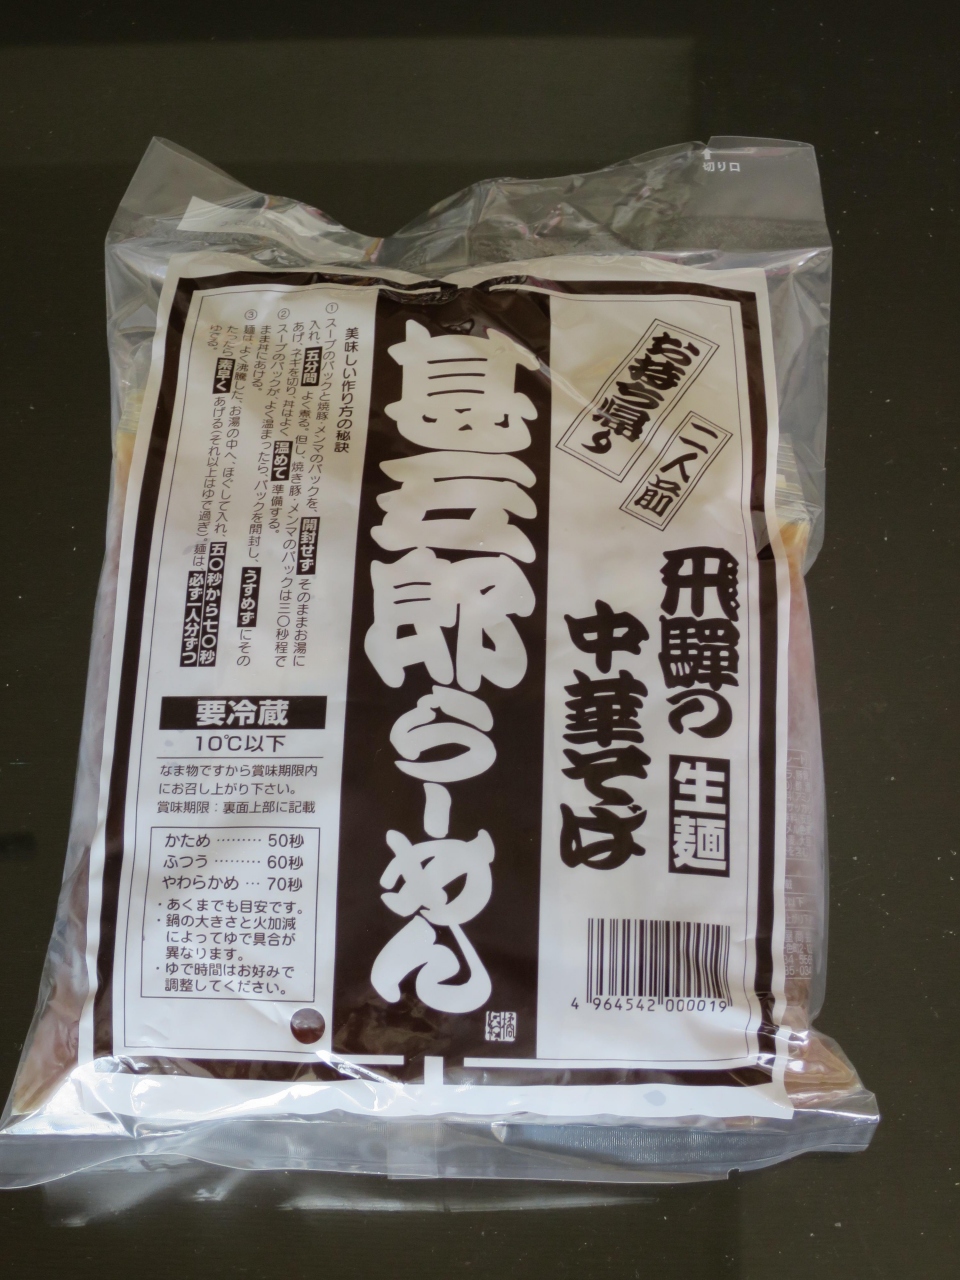 切り口
お持ち帰り
二人前
飛騨の
生麺
中華そば
甚五郎らーめん
美味しい作り方の秘訣
① スープのパックと焼豚・メンマのパックを、開封せずそのままお湯に
入れ、五分間よく煮る。但し、焼き豚・メンマのパックは三〇秒程で
あげ、ネギを切り、丼はよく温めて準備する。
② スープのパックが、よく温まったら、パックを開封し、うすめずにその
まま丼にあける。
③ 麺はよく沸騰した、お湯の中へ、ほぐして入れ、五〇秒から七〇秒
たったら素早くあげる(それ以上はゆで過ぎ)。麺は、必ず一人分ずつ
ゆでる。
要冷蔵
10℃以下
なま物ですから賞味期限内
にお召し上がり下さい。
賞味期限：裏面上部に記載
かため ……… 50秒
ふつう ……… 60秒
やわらかめ … 70秒
・あくまでも目安です。
・鍋の大きさと火加減
によってゆで具合が
異なります。
・ゆで時間はお好みで
調整してください。
4 964542 000019